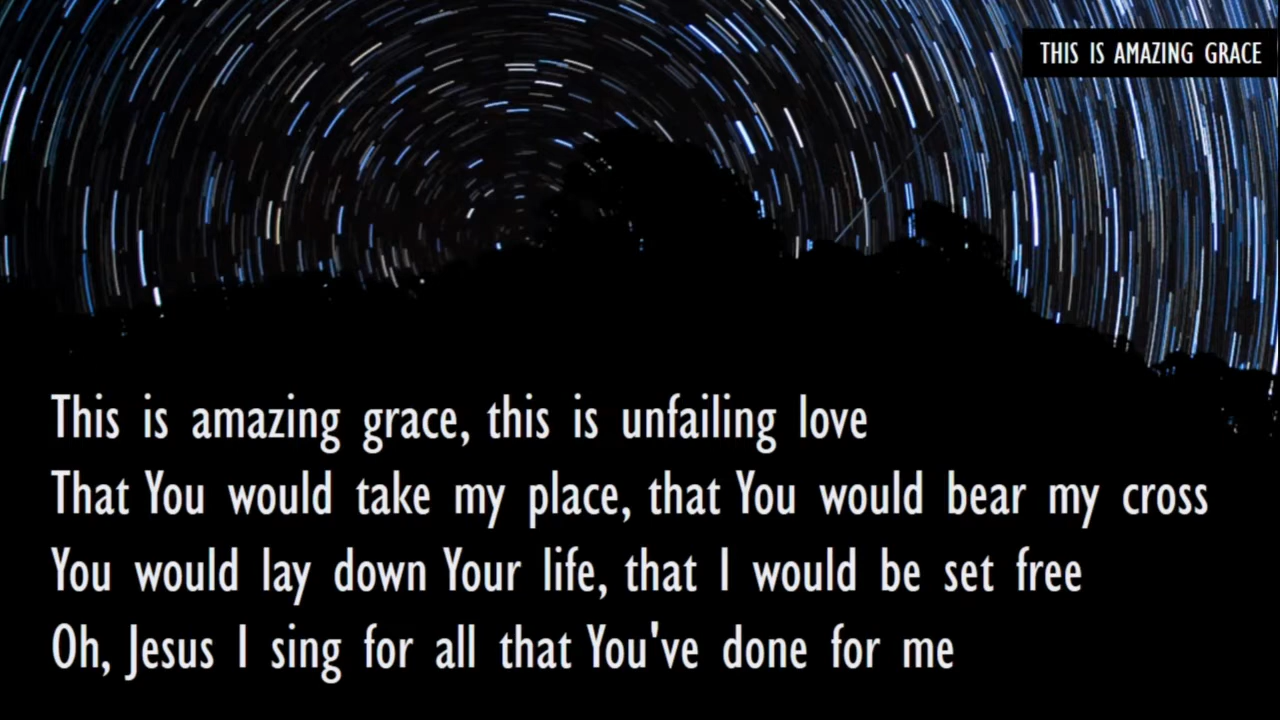 THIS IS AMAZING GRACE
This is amazing grace, this is unfailing love
That You would take my place, that You would bear my cross
You would lay down Your life, that I would be set free
Oh, Jesus I sing for all that You've done for me